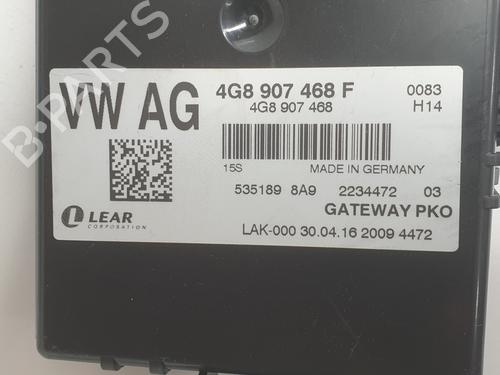 B-PARTS
VW AG
4G8 907 468 F
0083
4G8 907 468
H14
15S
MADE IN GERMANY
535189 8A9
2234472
03
GATEWAY PKO
LEAR
CORPORATION
LAK-000 30.04.16 2009 4472